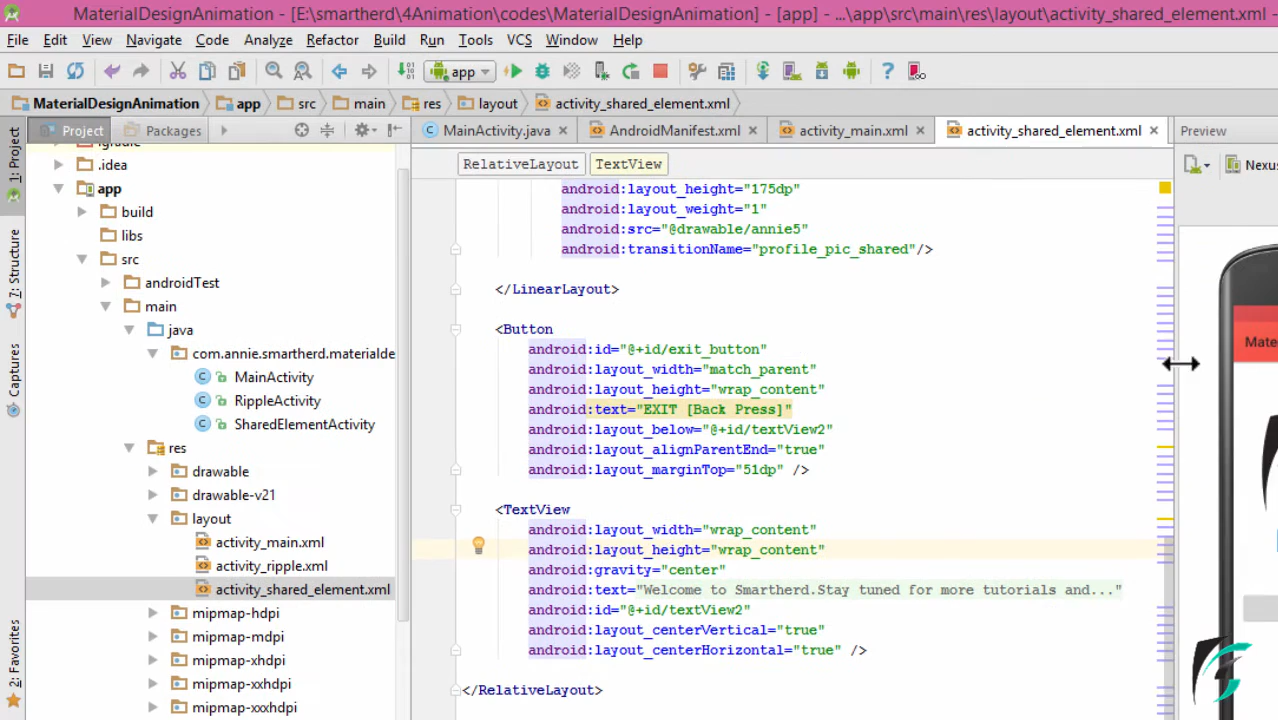 MaterialDesignAnimation - [E:\smartherd\4Animation\codes\MaterialDesignAnimation] - [app] - ...\app\src\main\res\layout\activity_shared_element.xml
File Edit View Navigate Code Analyze Refactor Build Run Tools VCS Window Help
app
MaterialDesignAnimation app src main res layout activity_shared_element.xml
Project Packages
MainActivity.java AndroidManifest.xml activity_main.xml activity_shared_element.xml Preview
1: Project
7: Structure
Captures
2: Favorites
.gradle
.idea
app
build
libs
src
androidTest
main
java
com.annie.smartherd.materialde
MainActivity
RippleActivity
SharedElementActivity
res
drawable
drawable-v21
layout
activity_main.xml
activity_ripple.xml
activity_shared_element.xml
mipmap-hdpi
mipmap-mdpi
mipmap-xhdpi
mipmap-xxhdpi
mipmap-xxxhdpi
RelativeLayout TextView
android:layout_height="175dp"
android:layout_weight="1"
android:src="@drawable/annie5"
android:transitionName="profile_pic_shared"/>
</LinearLayout>
<Button
android:id="@+id/exit_button"
android:layout_width="match_parent"
android:layout_height="wrap_content"
android:text="EXIT [Back Press]"
android:layout_below="@+id/textView2"
android:layout_alignParentEnd="true"
android:layout_marginTop="51dp" />
<TextView
android:layout_width="wrap_content"
android:layout_height="wrap_content"
android:gravity="center"
android:text="Welcome to Smartherd.Stay tuned for more tutorials and..."
android:id="@+id/textView2"
android:layout_centerVertical="true"
android:layout_centerHorizontal="true" />
</RelativeLayout>
Nexus
Mate